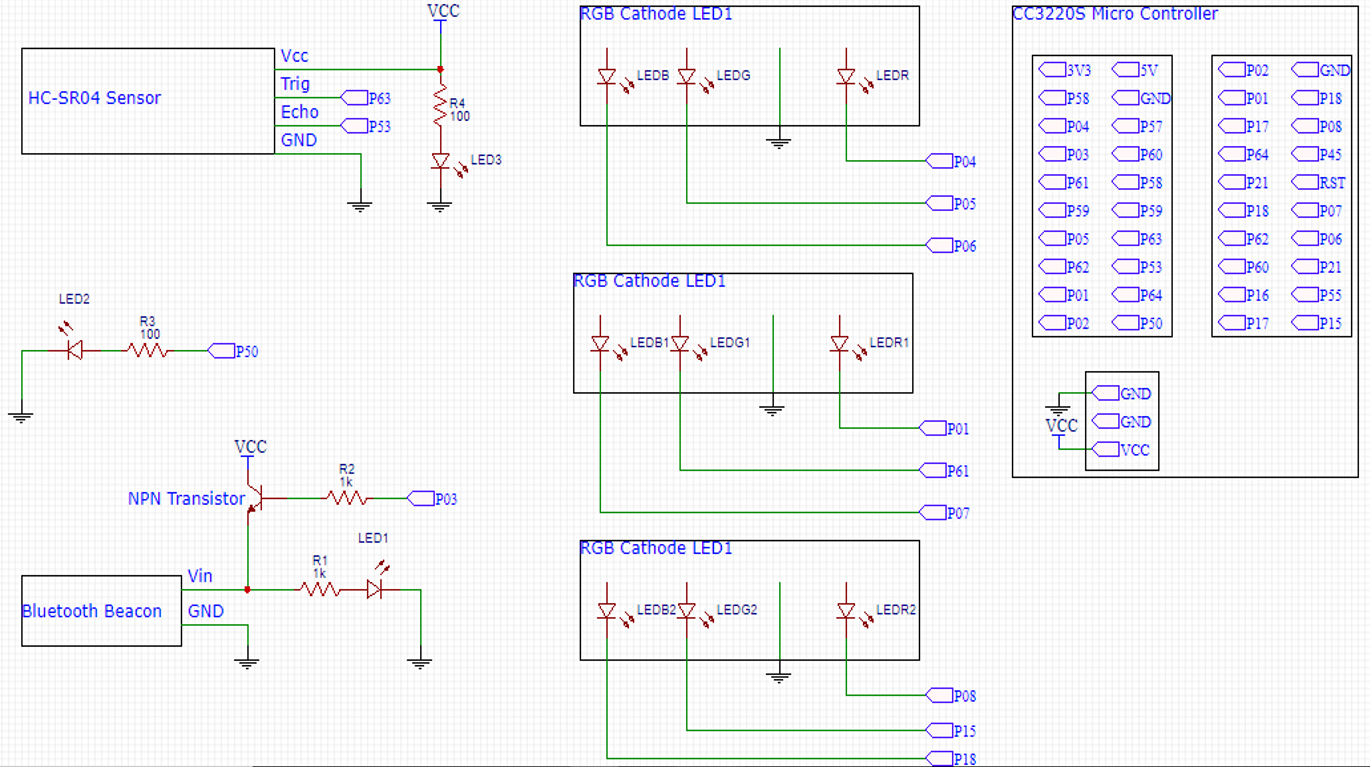 VCC
HC-SR04 Sensor
Vcc
Trig
Echo
GND
P63
P53
R4
100
LED3
LED2
R3
100
P50
VCC
NPN Transistor
R2
1k
P03
LED1
R1
1k
Vin
Bluetooth Beacon
GND
RGB Cathode LED1
LEDB
LEDG
LEDR
P04
P05
P06
RGB Cathode LED1
LEDB1
LEDG1
LEDR1
P01
P61
P07
RGB Cathode LED1
LEDB2
LEDG2
LEDR2
P08
P15
P18
CC3220S Micro Controller
3V3 5V P02 GND
P58 GND P01 P18
P04 P57 P17 P08
P03 P60 P64 P45
P61 P58 P21 RST
P59 P59 P18 P07
P05 P63 P62 P06
P62 P53 P60 P21
P01 P64 P16 P55
P02 P50 P17 P15
GND
GND
VCC
VCC